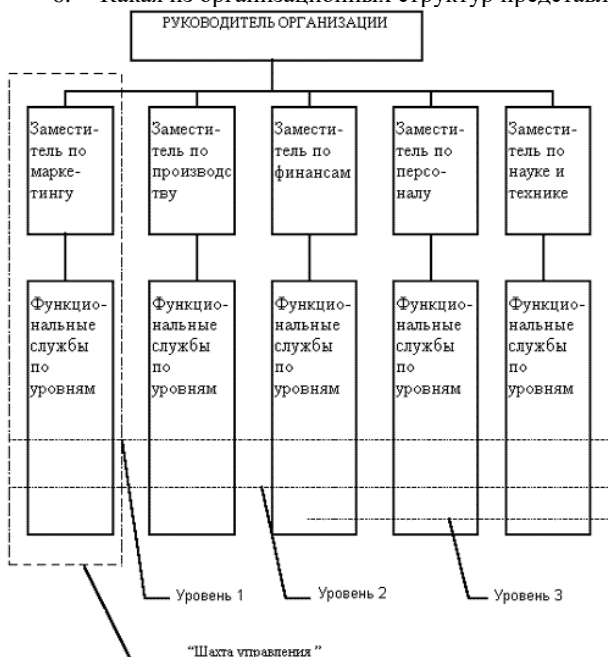 6. Какая из организационных структур представл
РУКОВОДИТЕЛЬ ОРГАНИЗАЦИИ
Замести-
тель по
марке-
тингу
Замести-
тель по
производс
тву
Замести-
тель по
финансам
Замести-
тель по
персо-
налу
Замести-
тель по
науке и
технике
Функцио-
нальные
службы
по
уровням
Функцио-
нальные
службы
по
уровням
Функцио-
нальные
службы
по
уровням
Функцио-
нальные
службы
по
уровням
Функцио-
нальные
службы
по
уровням
Уровень 1
Уровень 2
Уровень 3
“Шахта управления ”